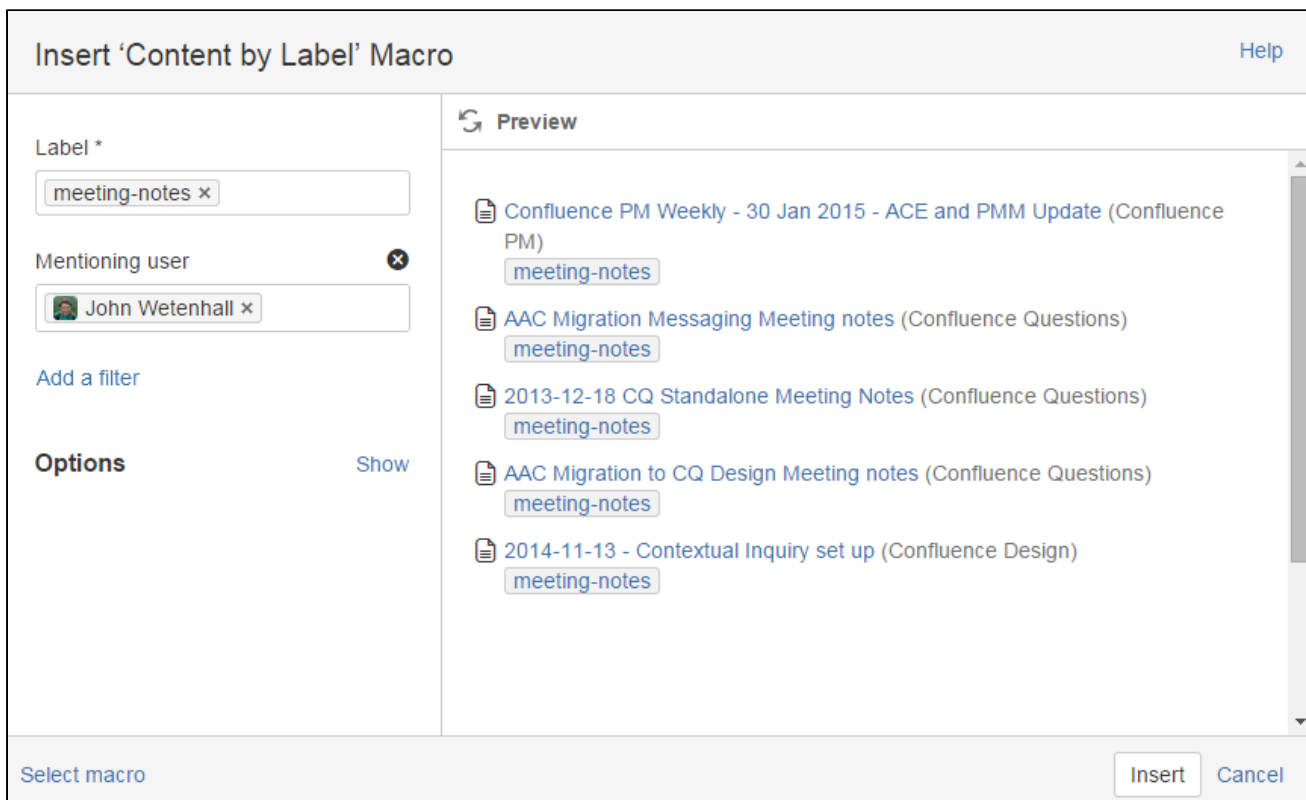 Insert ‘Content by Label’ Macro
Help
Label *
meeting-notes ×
Mentioning user
John Wetenhall ×
Add a filter
Options
Show
Preview
Confluence PM Weekly - 30 Jan 2015 - ACE and PMM Update (Confluence
PM)
meeting-notes
AAC Migration Messaging Meeting notes (Confluence Questions)
meeting-notes
2013-12-18 CQ Standalone Meeting Notes (Confluence Questions)
meeting-notes
AAC Migration to CQ Design Meeting notes (Confluence Questions)
meeting-notes
2014-11-13 - Contextual Inquiry set up (Confluence Design)
meeting-notes
Select macro
Insert
Cancel